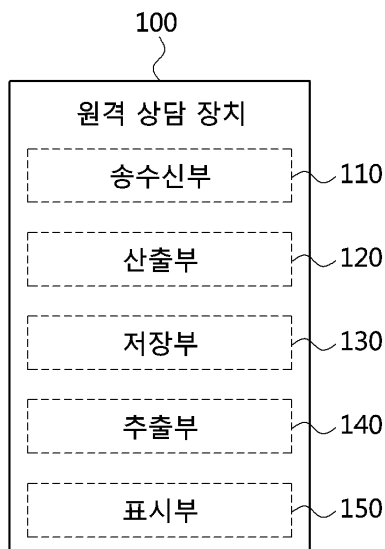 100
원격 상담 장치
송수신부 110
산출부 120
저장부 130
추출부 140
표시부 150